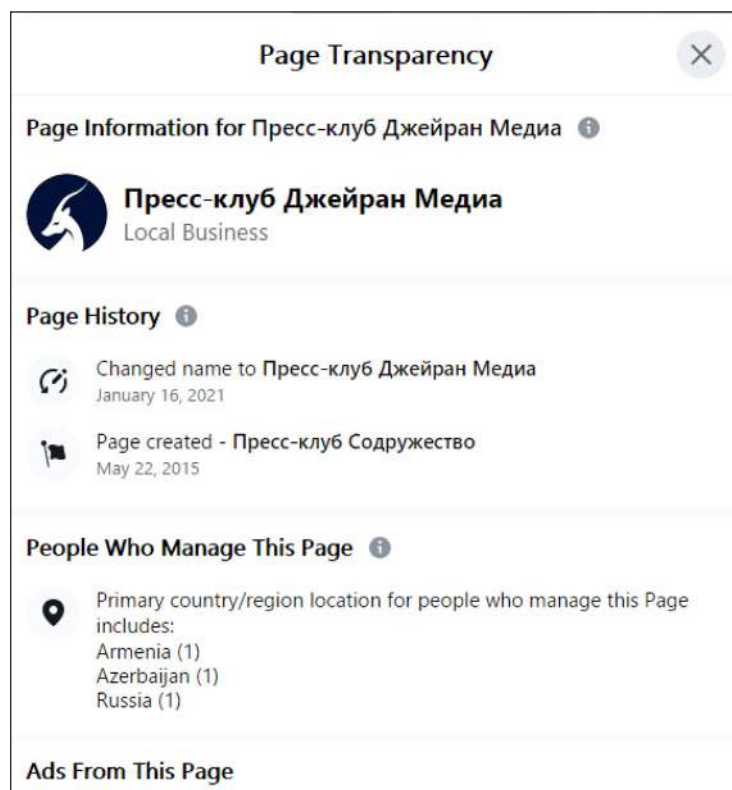 Page Transparency
Page Information for Пресс-клуб Джейран Медиа
Пресс-клуб Джейран Медиа
Local Business
Page History
Changed name to Пресс-клуб Джейран Медиа
January 16, 2021
Page created - Пресс-клуб Содружество
May 22, 2015
People Who Manage This Page
Primary country/region location for people who manage this Page
includes:
Armenia (1)
Azerbaijan (1)
Russia (1)
Ads From This Page